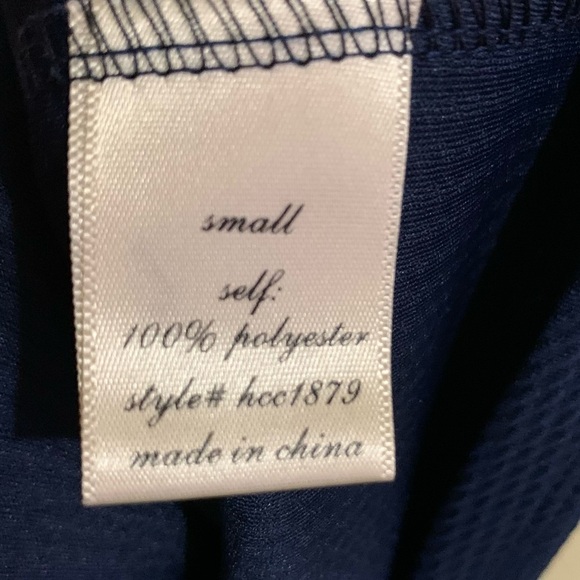 small
self:
100% polyester
style# hcc1879
made in china